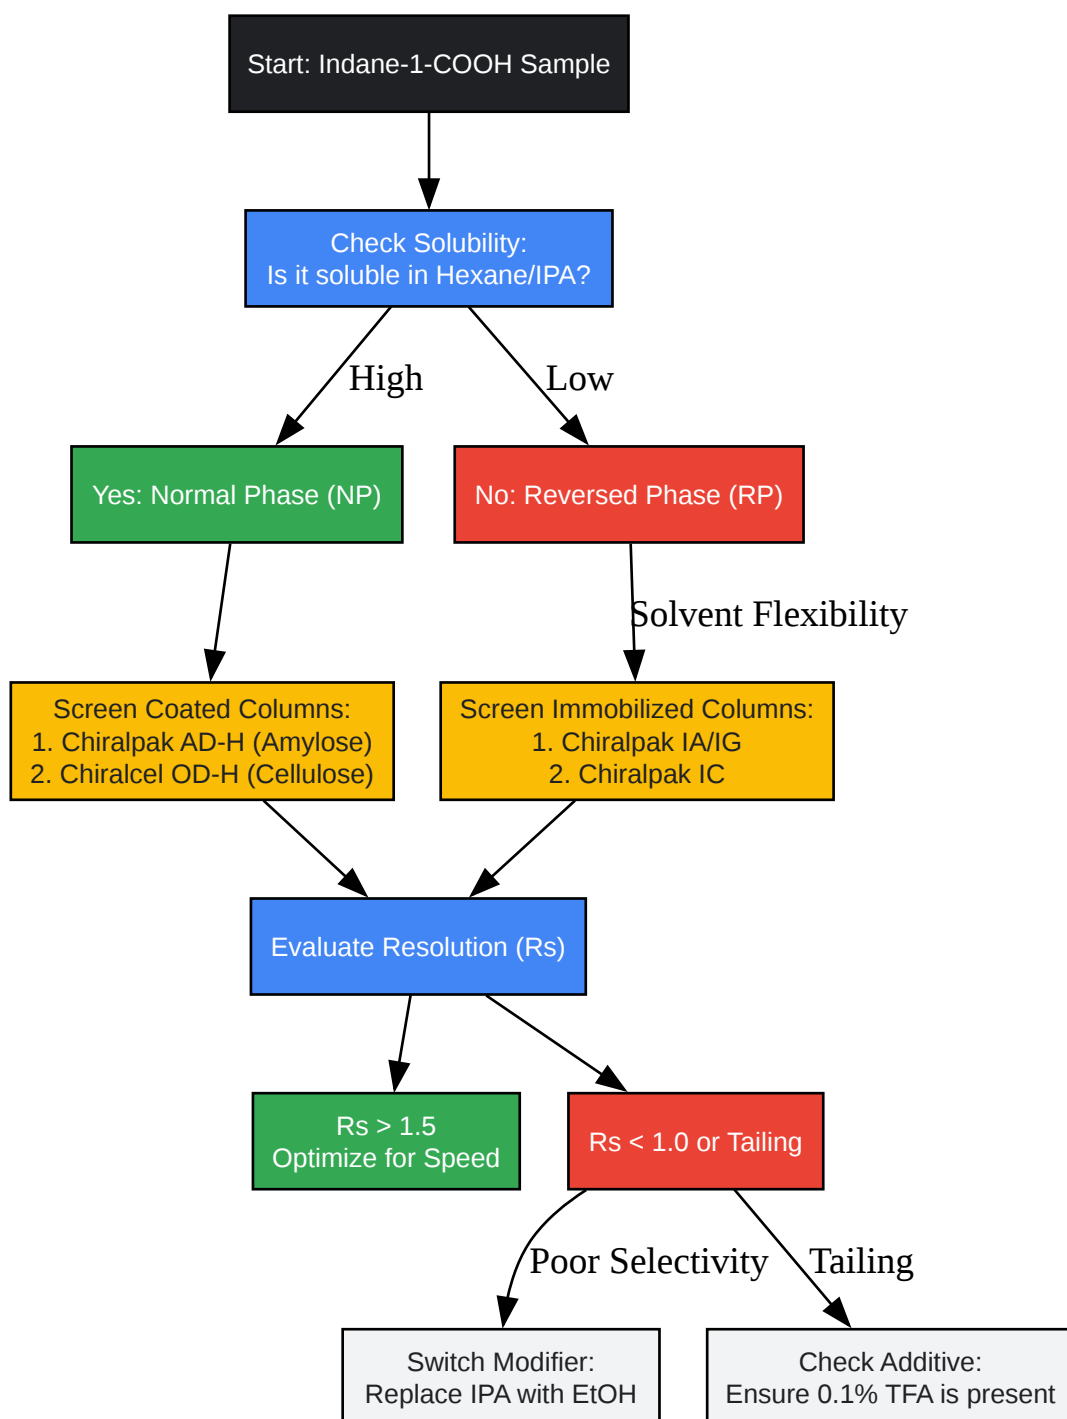 Start: Indane-1-COOH Sample
Check Solubility:
Is it soluble in Hexane/IPA?
High
Low
Yes: Normal Phase (NP)
No: Reversed Phase (RP)
Solvent Flexibility
Screen Coated Columns:
1. Chiralpak AD-H (Amylose)
2. Chiralcel OD-H (Cellulose)
Screen Immobilized Columns:
1. Chiralpak IA/IG
2. Chiralpak IC
Evaluate Resolution (Rs)
Rs > 1.5
Optimize for Speed
Rs < 1.0 or Tailing
Poor Selectivity
Tailing
Switch Modifier:
Replace IPA with EtOH
Check Additive:
Ensure 0.1% TFA is present